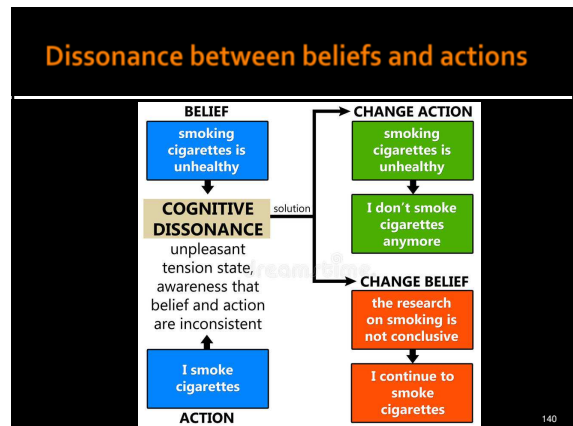 Dissonance between beliefs and actions
BELIEF
smoking
cigarettes is
unhealthy
COGNITIVE
DISSONANCE
unpleasant
tension state,
awareness that
belief and action
are inconsistent
I smoke
cigarettes
ACTION
solution
CHANGE ACTION
smoking
cigarettes is
unhealthy
I don't smoke
cigarettes
anymore
dreamstime
CHANGE BELIEF
the research
on smoking is
not conclusive
I continue to
smoke
cigarettes
140